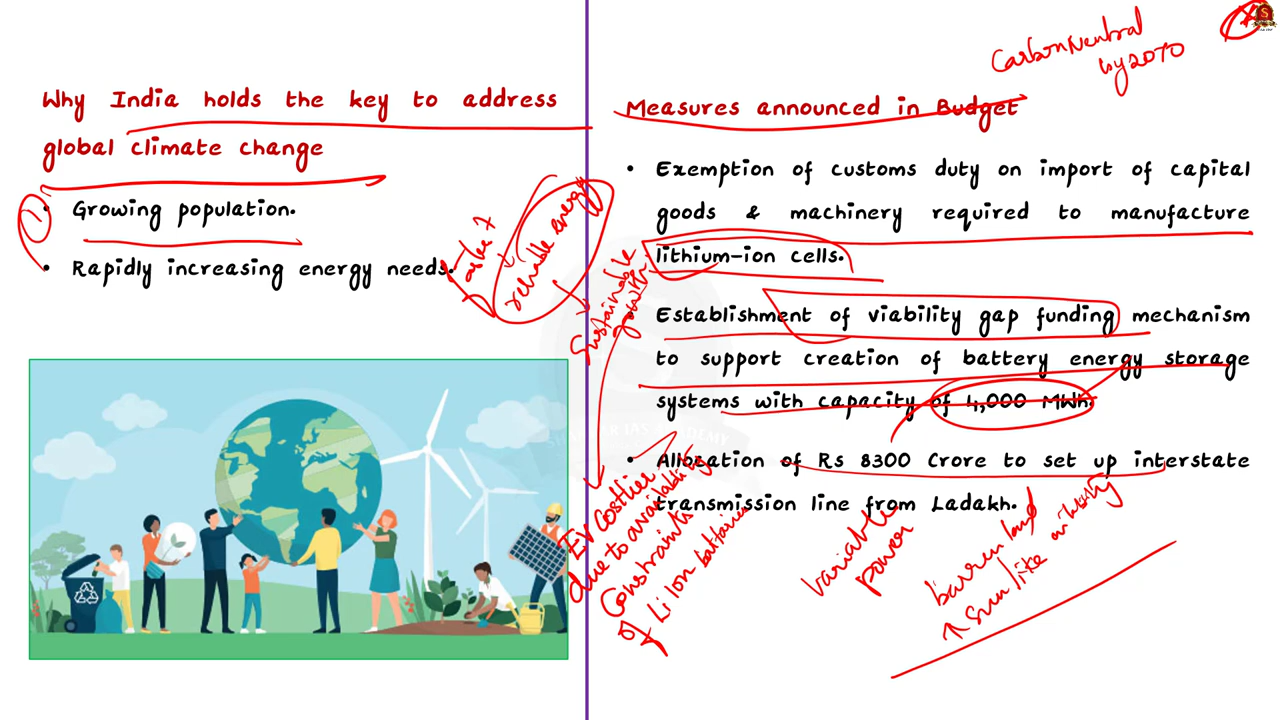 Why India holds the key to address
global climate change
• Growing population.
• Rapidly increasing energy needs.
1
reliable energy
Sustainable
growth
Carbon Neutral
by 2070
Measures announced in Budget
• Exemption of customs duty on import of capital
goods & machinery required to manufacture
lithium-ion cells.
Establishment of viability gap funding mechanism
to support creation of battery energy storage
systems with capacity of 4,000 MWh.
• Allocation of Rs 8300 Crore to set up interstate
transmission line from Ladakh.
EV costlier
due to availability
Constraints
of Li Ion batteries
variable
power
barren land
↑ Sun lite